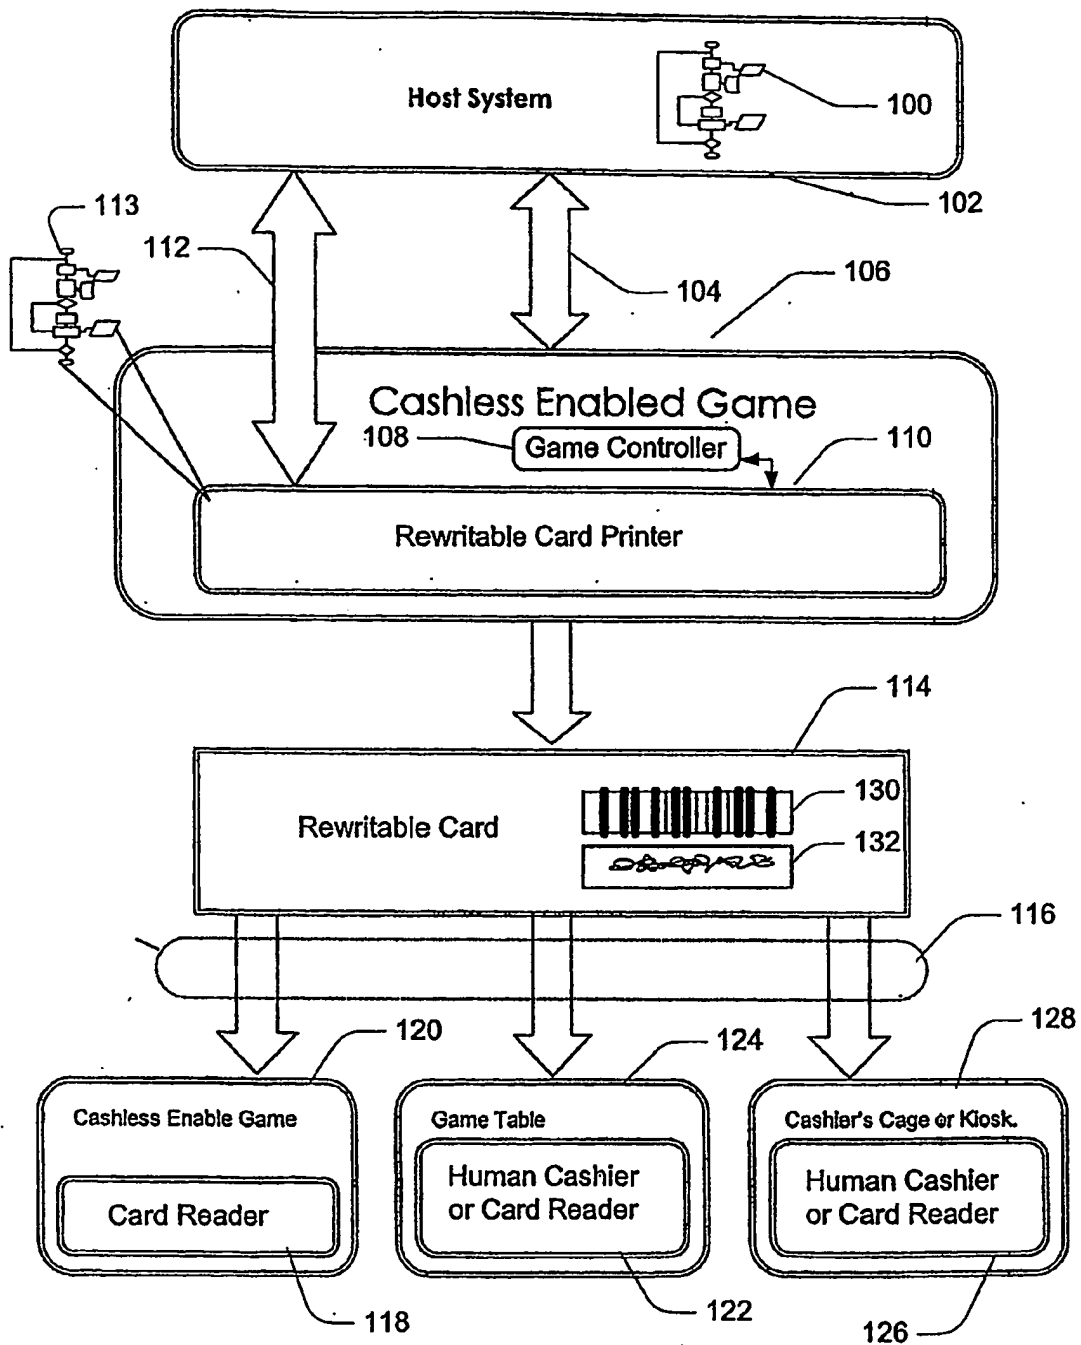 Host System
100
102
113
112
104
106
Cashless Enabled Game
108
Game Controller
110
Rewritable Card Printer
114
Rewritable Card
130
132
116
120
124
128
Cashless Enable Game
Game Table
Cashier's Cage or Kiosk.
Card Reader
Human Cashier
or Card Reader
Human Cashier
or Card Reader
118
122
126